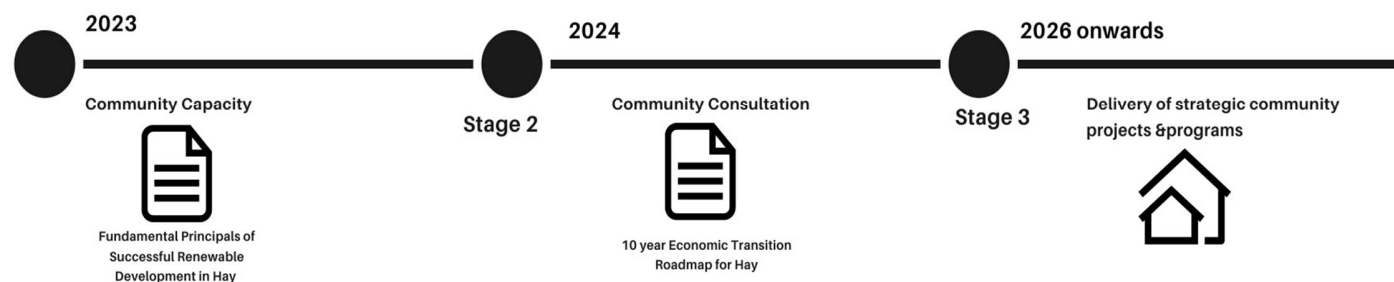 2023
Community Capacity
Fundamental Principals of
Successful Renewable
Development in Hay
Stage 2
2024
Community Consultation
10 year Economic Transition
Roadmap for Hay
Stage 3
2026 onwards
Delivery of strategic community
projects &programs